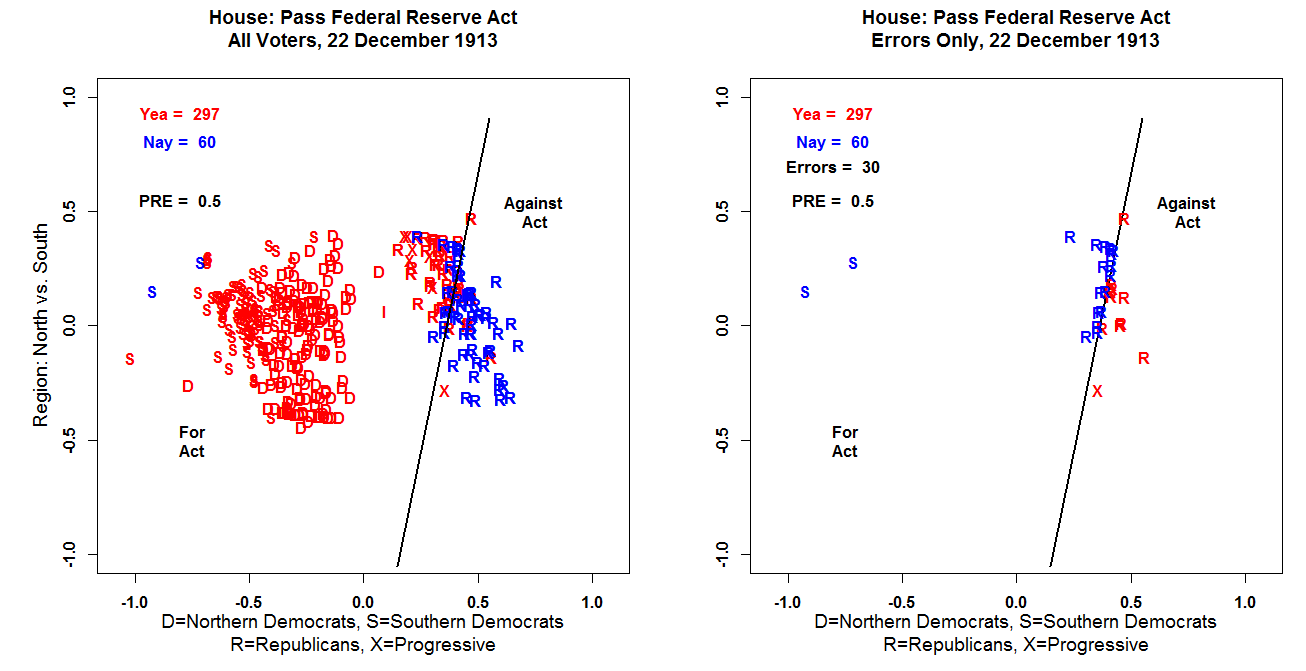 House: Pass Federal Reserve Act
All Voters, 22 December 1913
Yea = 297
Nay = 60
PRE = 0.5
Against
Act
For
Act
Region: North vs. South
1.0
0.5
0.0
-0.5
-1.0
-1.0 -0.5 0.0 0.5 1.0
D=Northern Democrats, S=Southern Democrats
R=Republicans, X=Progressive
House: Pass Federal Reserve Act
Errors Only, 22 December 1913
Yea = 297
Nay = 60
Errors = 30
PRE = 0.5
Against
Act
For
Act
1.0
0.5
0.0
-0.5
-1.0
-1.0 -0.5 0.0 0.5 1.0
D=Northern Democrats, S=Southern Democrats
R=Republicans, X=Progressive